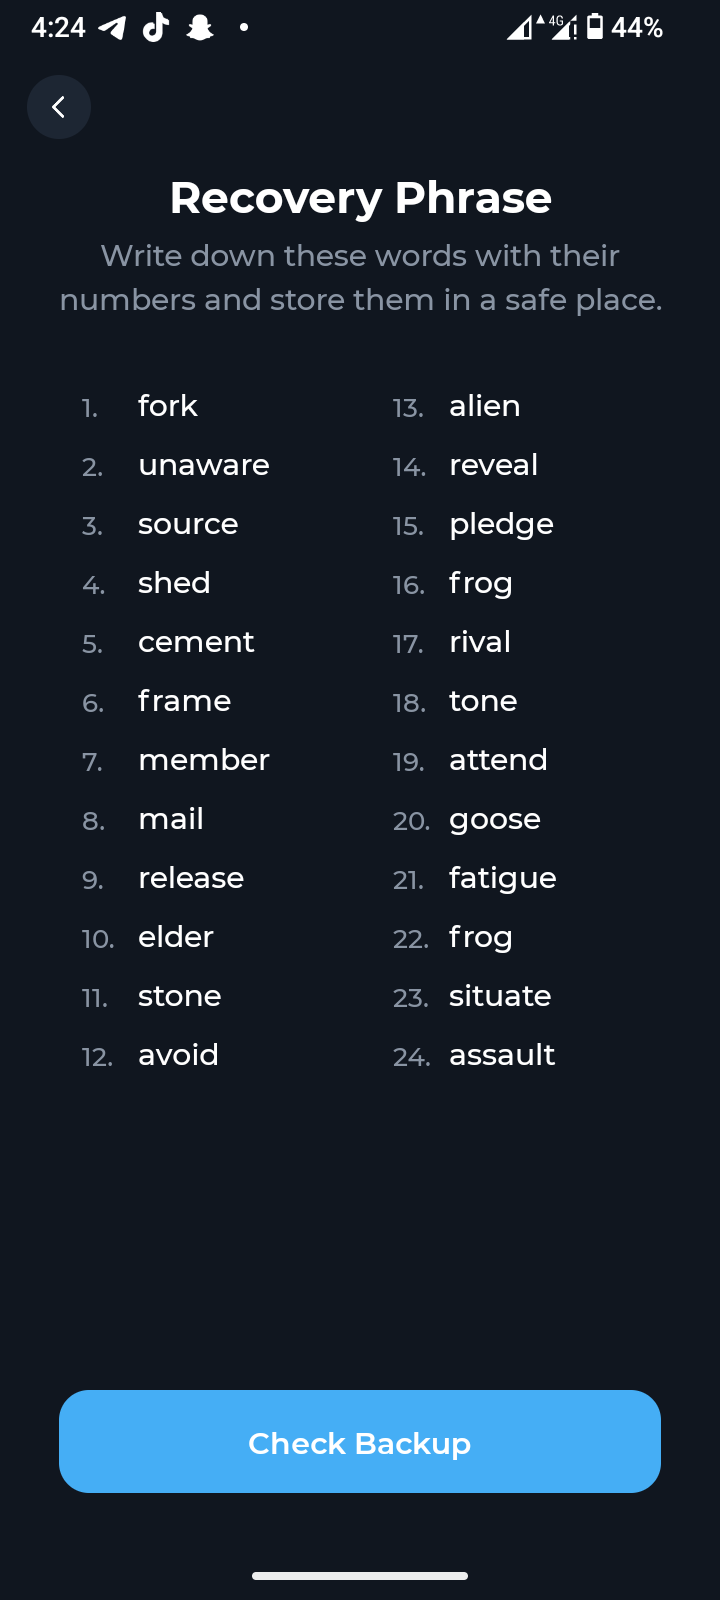 4:24
4G
44%
Recovery Phrase
Write down these words with their
numbers and store them in a safe place.
1. fork
2. unaware
3. source
4. shed
5. cement
6. frame
7. member
8. mail
9. release
10. elder
11. stone
12. avoid
13. alien
14. reveal
15. pledge
16. frog
17. rival
18. tone
19. attend
20. goose
21. fatigue
22. frog
23. situate
24. assault
Check Backup